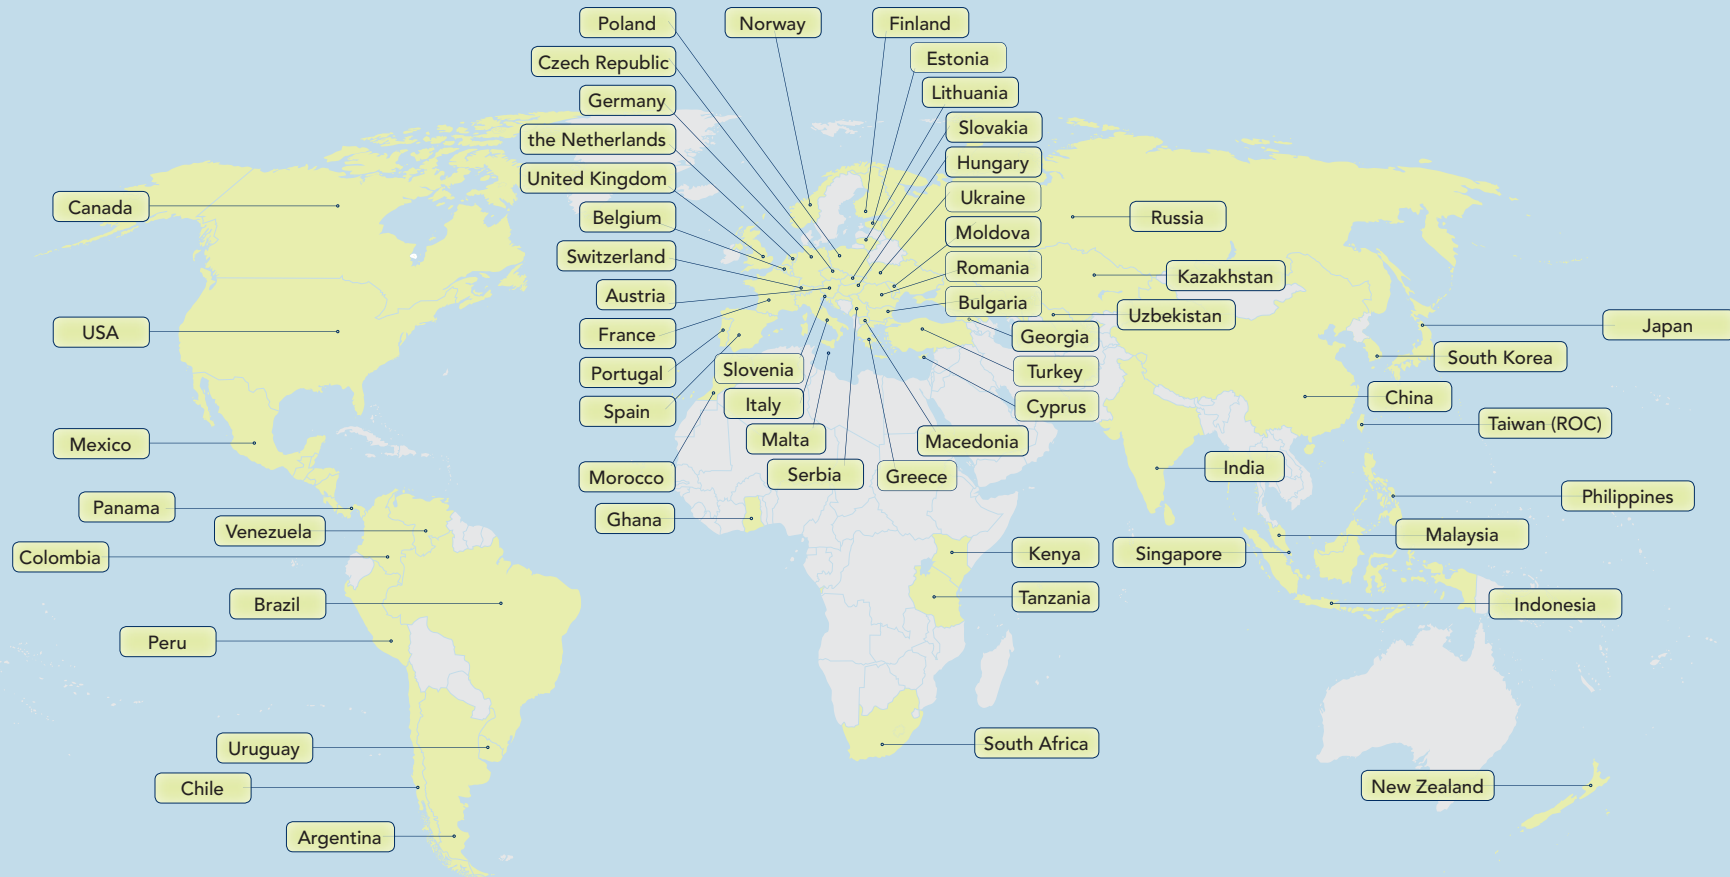 Poland
Norway
Finland
Czech Republic
Estonia
Germany
Lithuania
the Netherlands
Slovakia
United Kingdom
Hungary
Canada
Ukraine
Belgium
Russia
Moldova
Switzerland
Romania
Kazakhstan
Austria
Bulgaria
Uzbekistan
USA
France
Georgia
Japan
South Korea
Portugal
Slovenia
Turkey
China
Spain
Italy
Cyprus
Taiwan (ROC)
Mexico
Malta
Macedonia
India
Morocco
Serbia
Greece
Philippines
Panama
Ghana
Venezuela
Malaysia
Colombia
Kenya
Singapore
Brazil
Tanzania
Indonesia
Peru
Uruguay
South Africa
Chile
New Zealand
Argentina